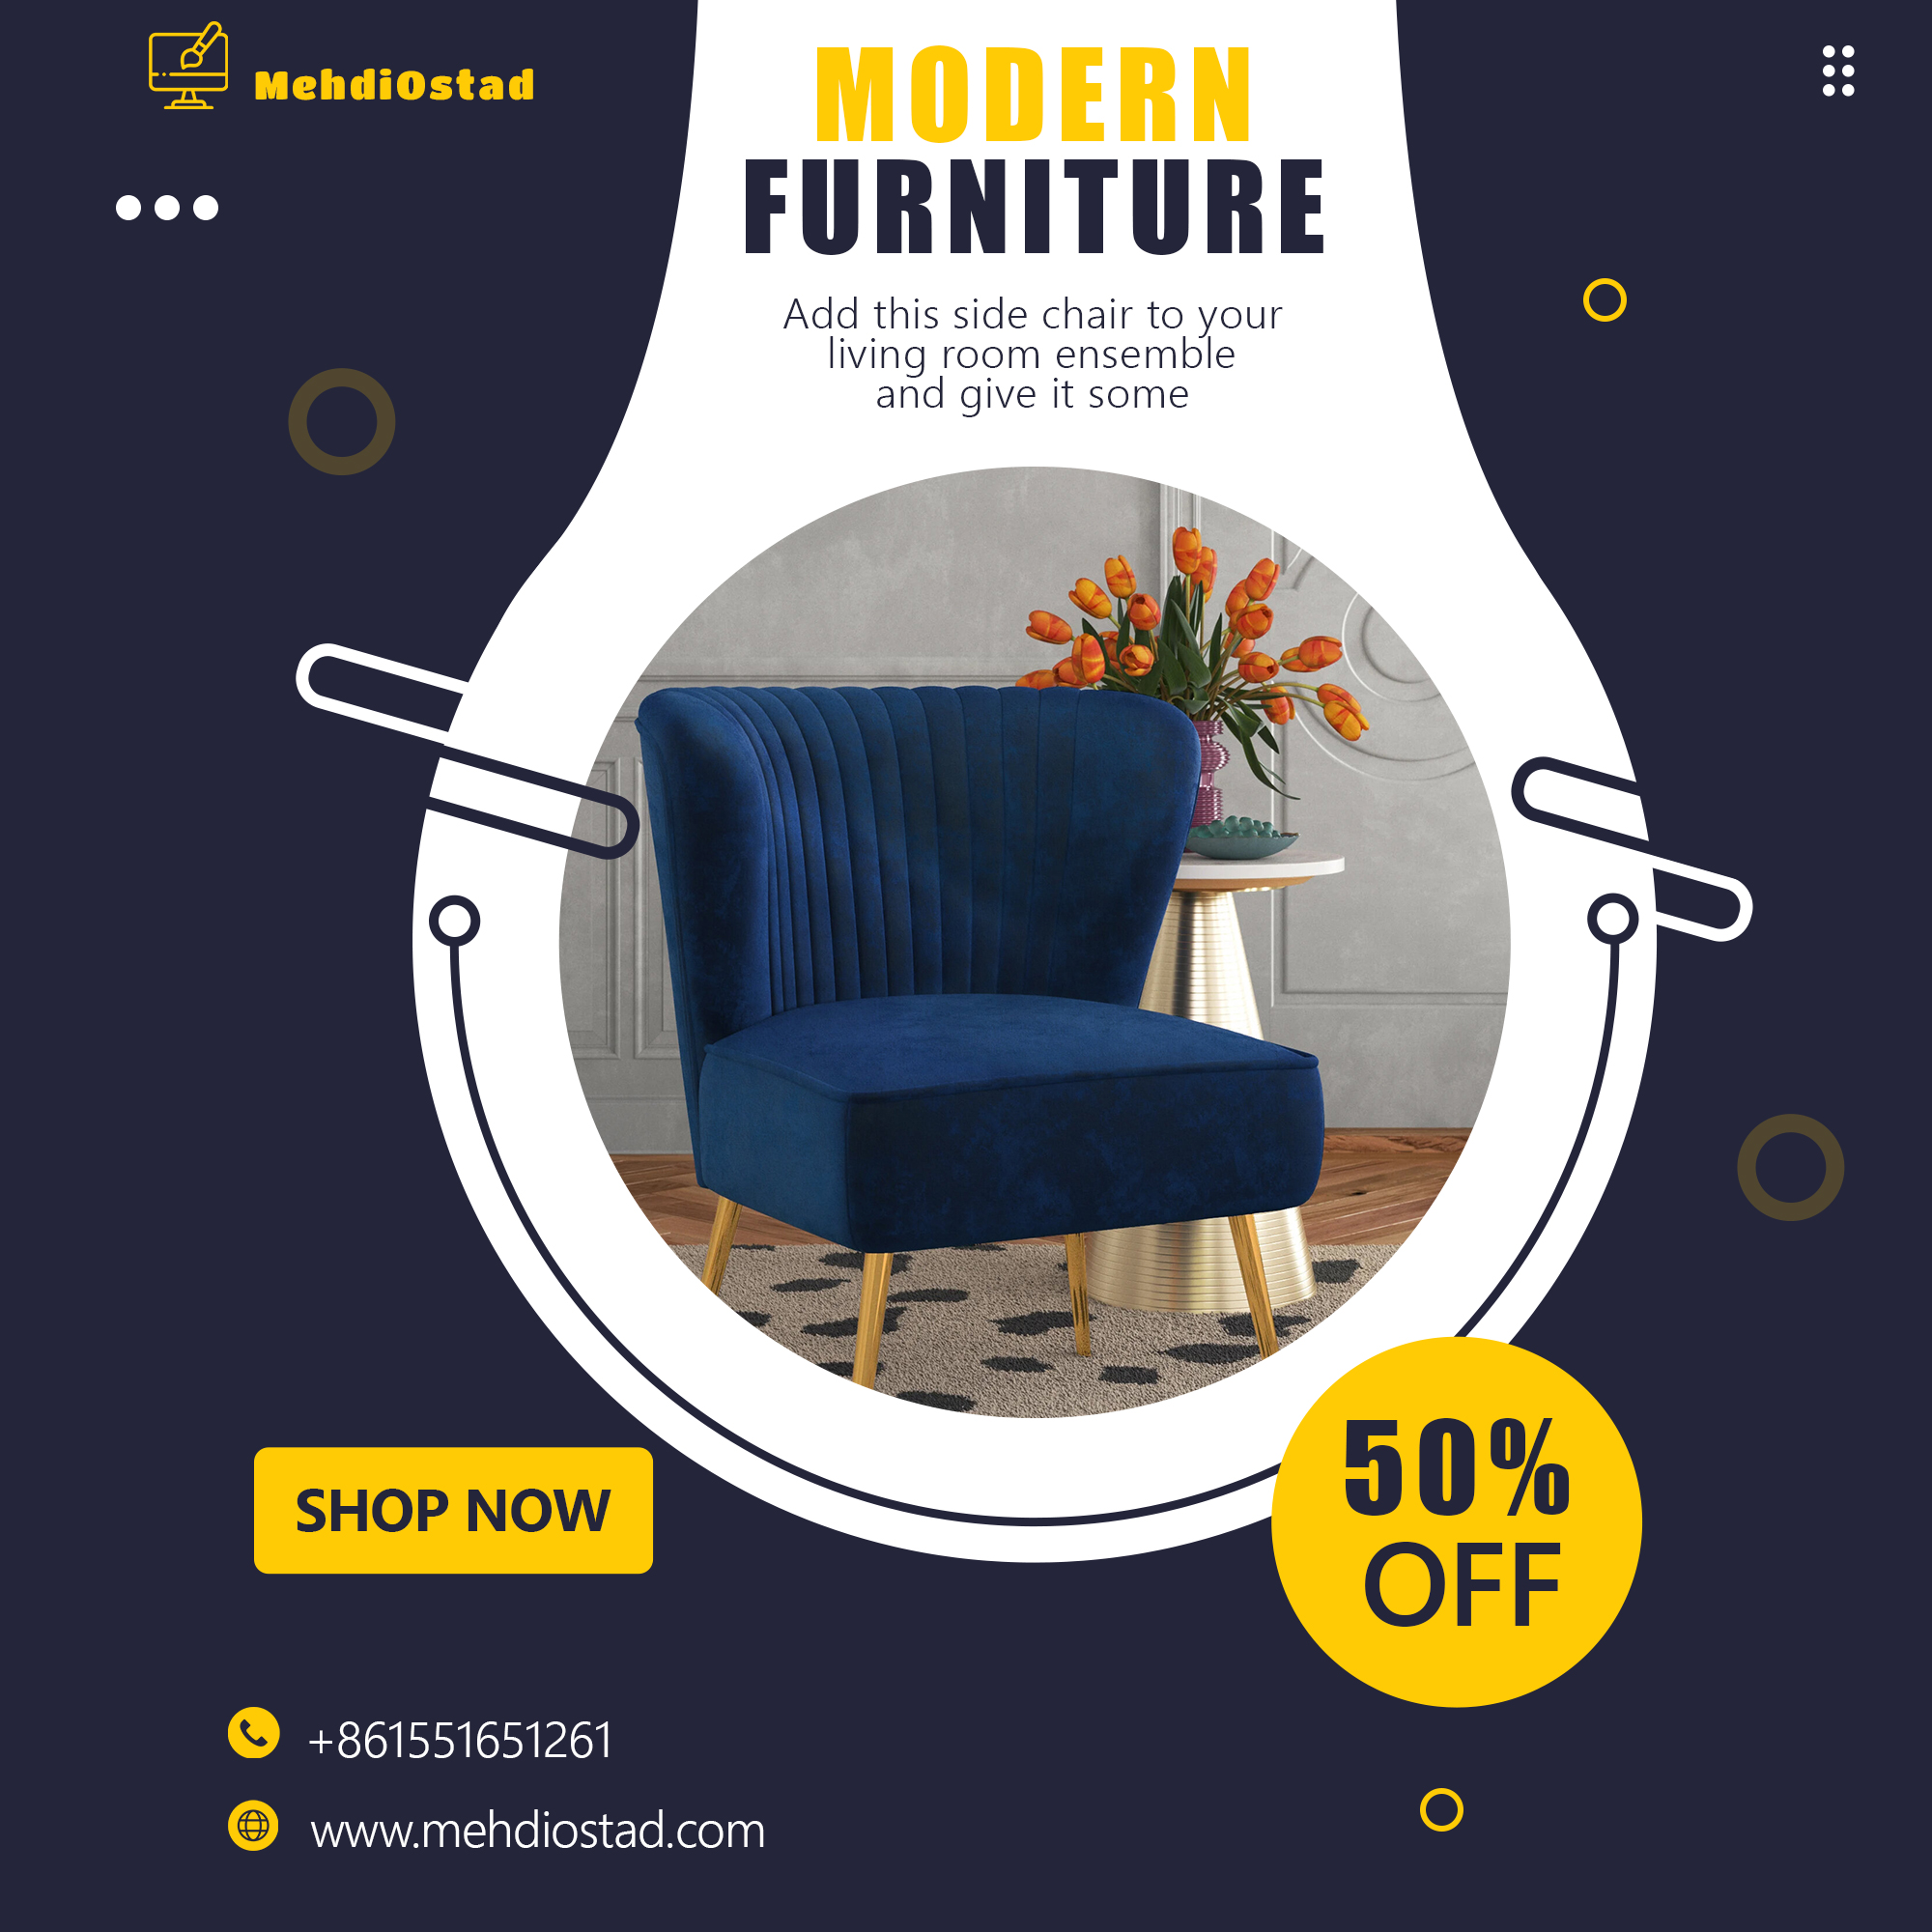 MehdiOstad
MODERN
FURNITURE
Add this side chair to your
living room ensemble
and give it some
50%
OFF
SHOP NOW
+861551651261
www.mehdiostad.com